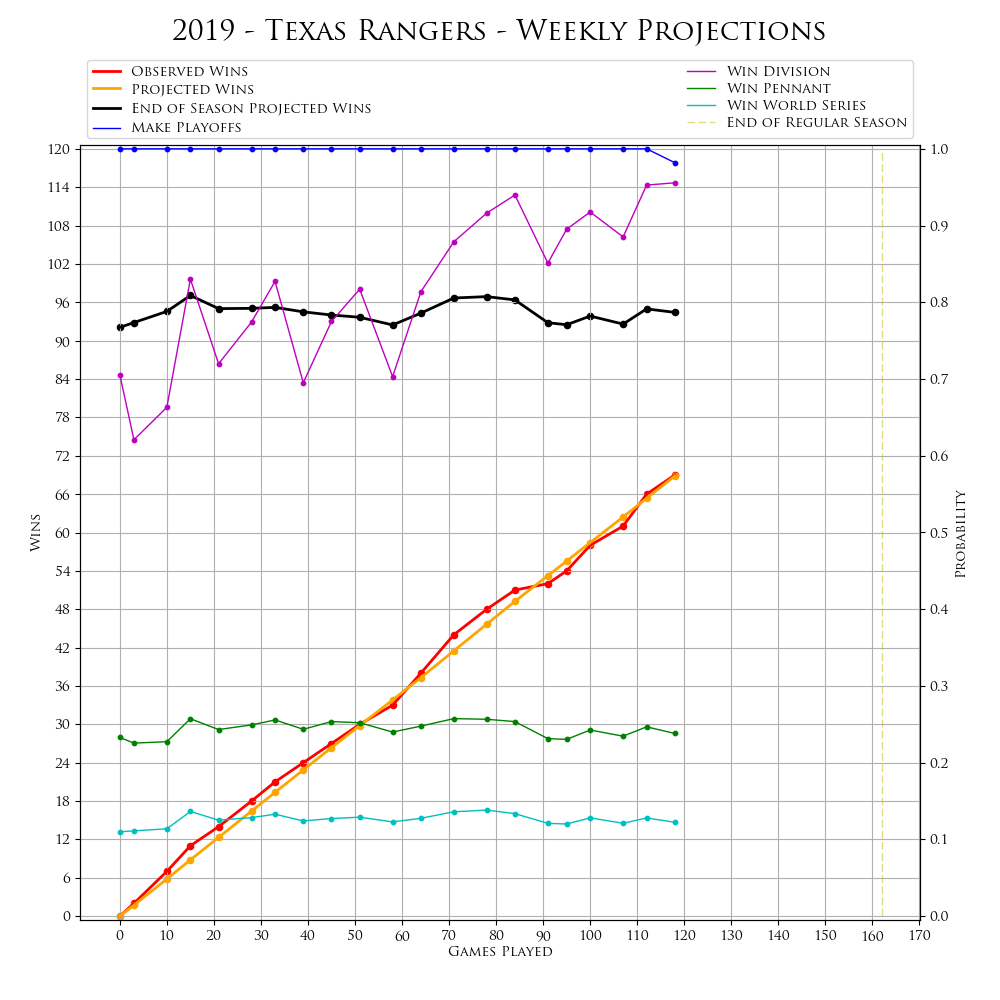 2019 - Texas Rangers - Weekly Projections
Observed Wins
Projected Wins
End of Season Projected Wins
Make Playoffs
Win Division
Win Pennant
Win World Series
End of Regular Season
120
114
108
102
96
90
84
78
72
66
60
54
48
42
36
30
24
18
12
6
0
Wins
1.0
0.9
0.8
0.7
0.6
0.5
0.4
0.3
0.2
0.1
0.0
Probability
0 10 20 30 40 50 60 70 80 90 100 110 120 130 140 150 160 170
Games Played